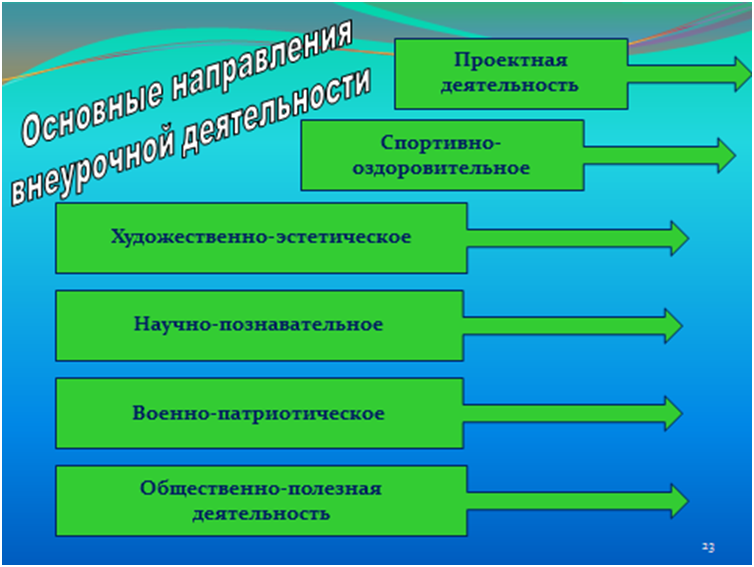 Основные направления
внеурочной деятельности
Проектная
деятельность
Спортивно-
оздоровительное
Художественно-эстетическое
Научно-познавательное
Военно-патриотическое
Общественно-полезная
деятельность
23